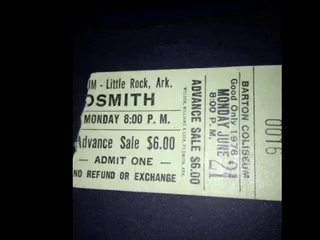 UM - Little Rock, Ark.
OSMITH
MONDAY 8:00 P. M.
Advance Sale $6.00
— ADMIT ONE —
NO REFUND OR EXCHANGE
ADVANCE SALE $6.00
8:00 P. M.
MONDAY JUNE 21
Good Only 1976
BARTON COLISEUM
0016